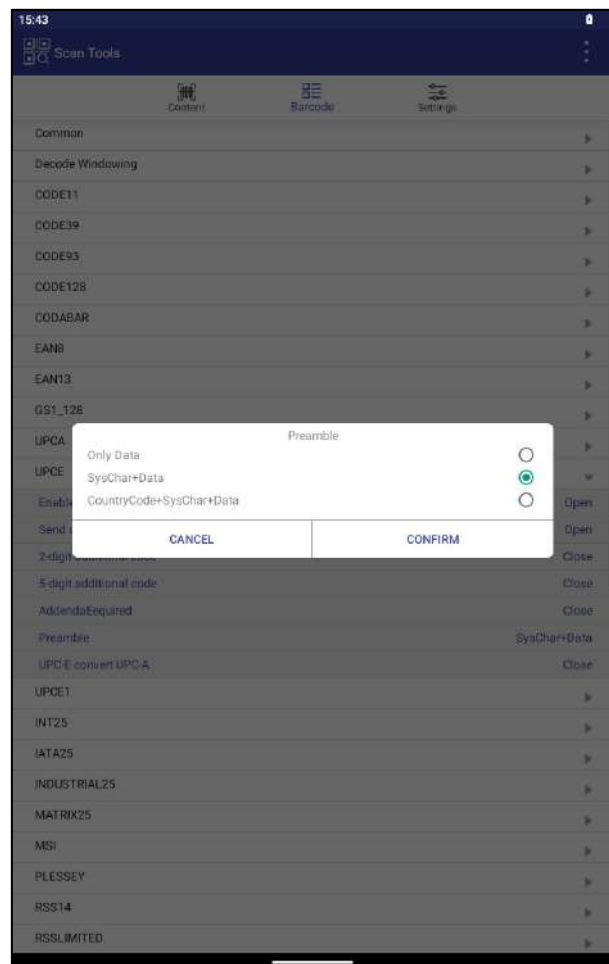 15:43
Scan Tools
Content Barcode Settings
Common
Decode Windowing
CODE11
CODE39
CODE93
CODE128
CODABAR
EAN8
EAN13
GS1_128
UPCA
Preamble
Only Data
UPCE
SysChar+Data
Enable Open
CountryCode+SysChar+Data
Send Open
CANCEL CONFIRM
2-digit additional code Close
5-digit additional code Close
AddendaEequired Close
Preamble SysChar+Data
UPC-E convert UPC-A Close
UPCE1
INT25
IATA25
INDUSTRIAL25
MATRIX25
MSI
PLESSEY
RSS14
RSSLIMITED